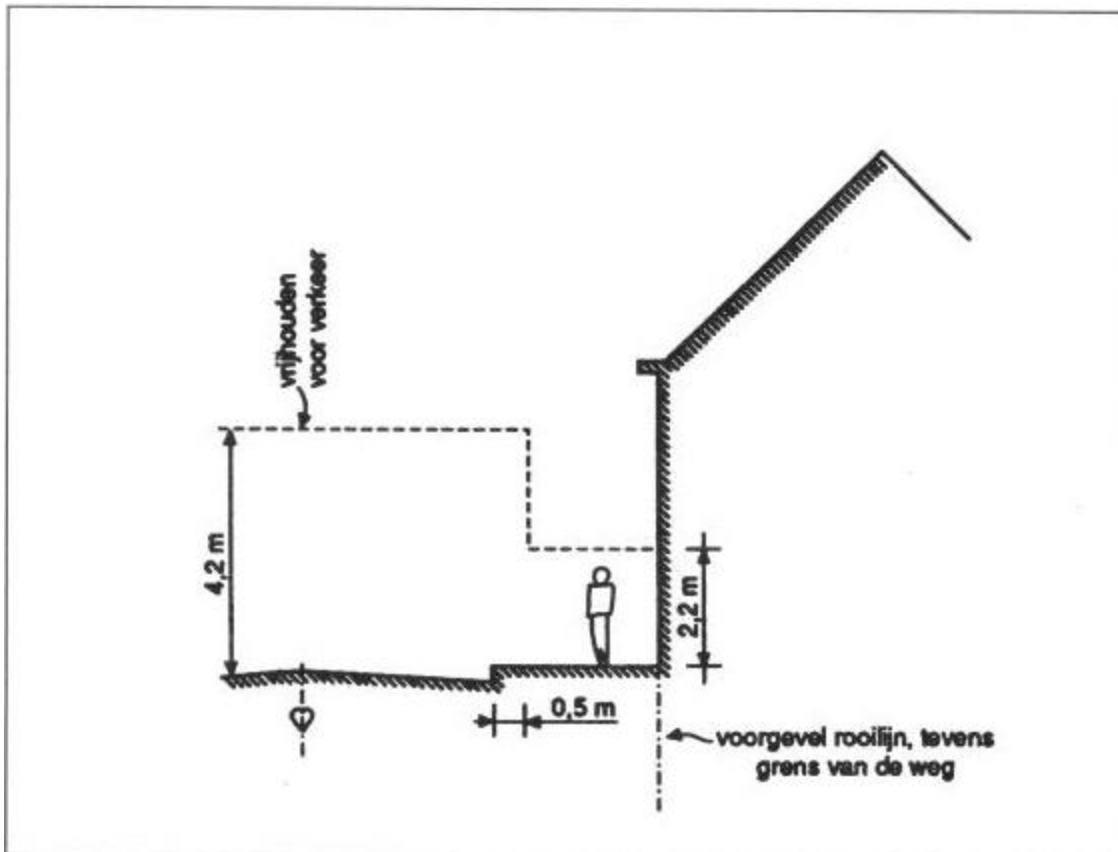 vrijhouden
voor verkeer
4,2 m
2,2 m
0,5 m
voorgevel rooilijn, tevens
grens van de weg